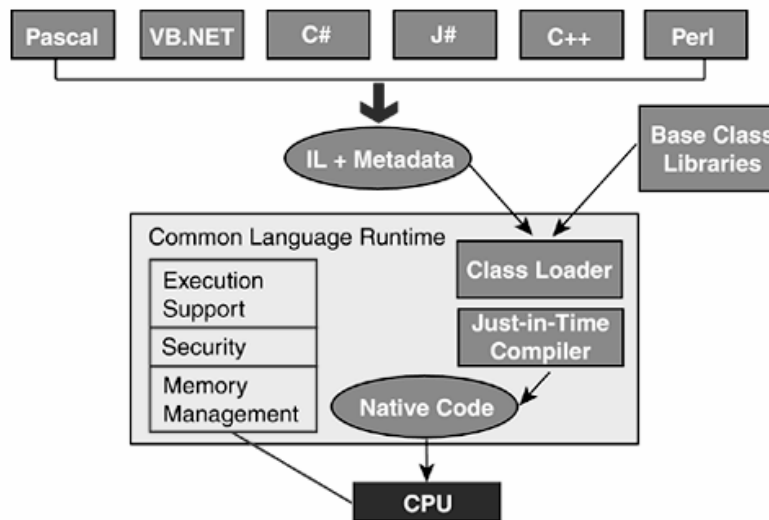 Pascal
VB.NET
C#
J#
C++
Perl
IL + Metadata
Base Class
Libraries
Common Language Runtime
Execution
Support
Security
Memory
Management
Class Loader
Just-in-Time
Compiler
Native Code
CPU